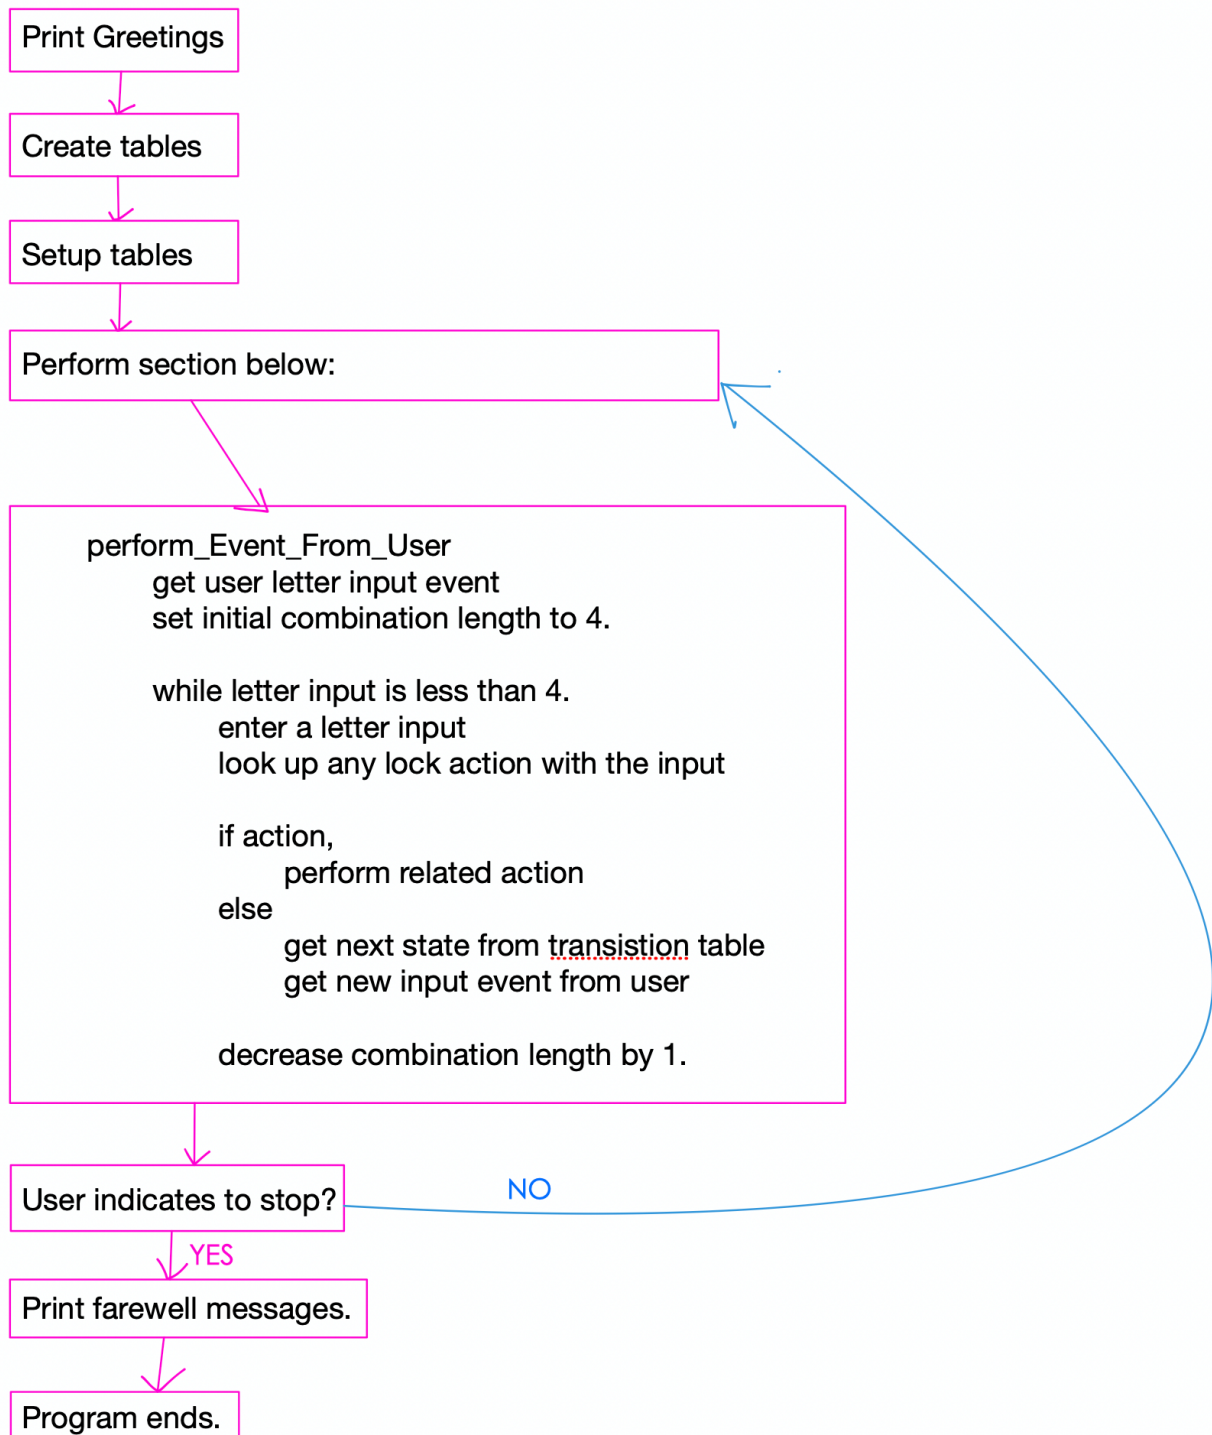 Print Greetings
Create tables
Setup tables
Perform section below:
perform_Event_From_User
get user letter input event
set initial combination length to 4.
while letter input is less than 4.
enter a letter input
look up any lock action with the input
if action,
perform related action
else
get next state from transistion table
get new input event from user
decrease combination length by 1.
User indicates to stop?
NO
YES
Print farewell messages.
Program ends.